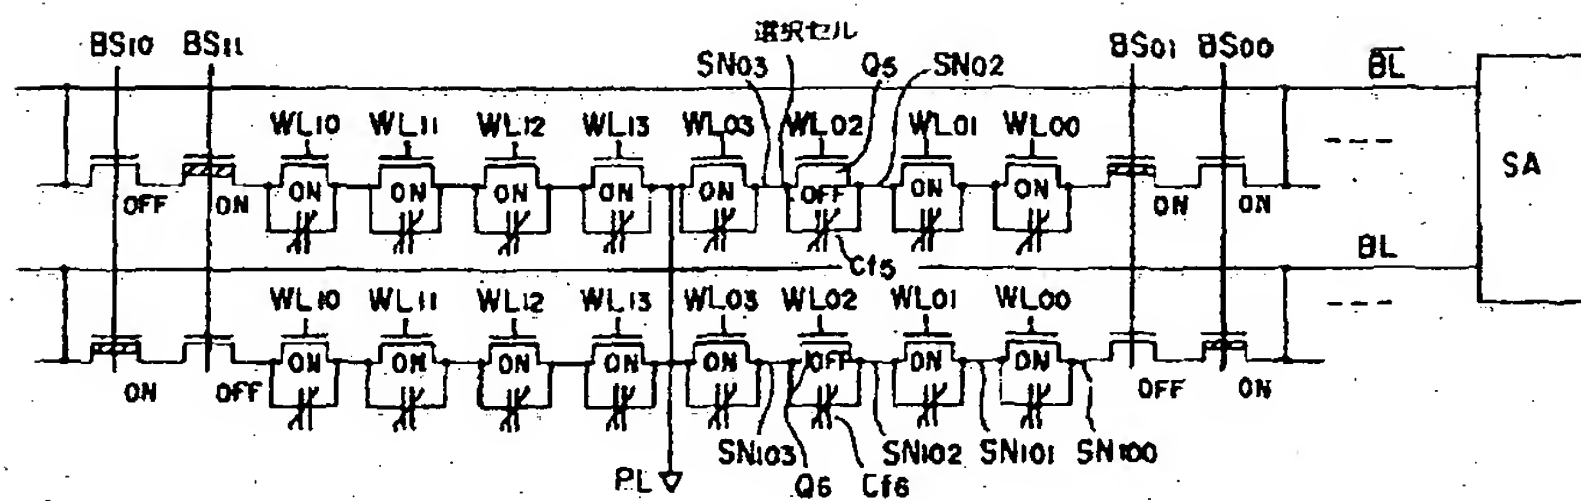 BS10 BS11 選択セル BS01 BS00 BL
SN03 Q5 SN02
WL10 WL11 WL12 WL13 WL03 WL02 WL01 WL00
SA
ON ON ON ON ON OFF ON ON
OFF ON ON ON
Cf5 BL
WL10 WL11 WL12 WL13 WL03 WL02 WL01 WL00
ON ON ON ON ON OFF ON ON
ON OFF OFF ON
SN103 SN102 SN101 SN100
PL Q6 Cf6